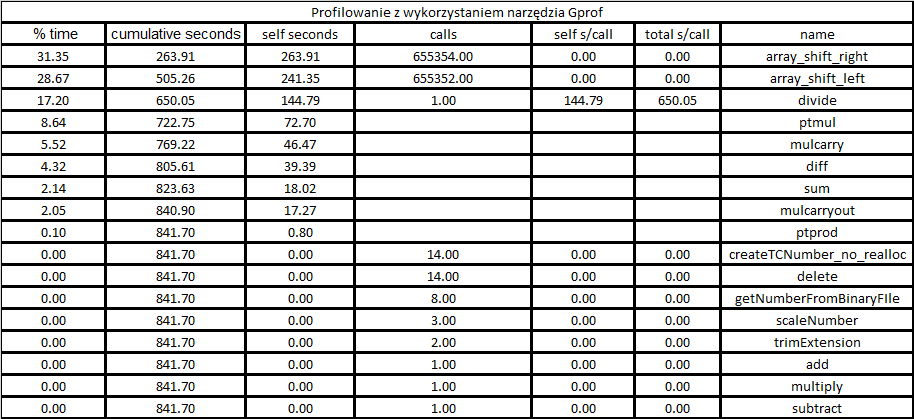 Profilowanie z wykorzystaniem narzędzia Gprof
% time cumulative seconds self seconds calls self s/call total s/call name
31.35 263.91 263.91 655354.00 0.00 0.00 array_shift_right
28.67 505.26 241.35 655352.00 0.00 0.00 array_shift_left
17.20 650.05 144.79 1.00 144.79 650.05 divide
8.64 722.75 72.70 ptmul
5.52 769.22 46.47 mulcarry
4.32 805.61 39.39 diff
2.14 823.63 18.02 sum
2.05 840.90 17.27 mulcarryout
0.10 841.70 0.80 ptprod
0.00 841.70 0.00 14.00 0.00 0.00 createTCNumber_no_realloc
0.00 841.70 0.00 14.00 0.00 0.00 delete
0.00 841.70 0.00 8.00 0.00 0.00 getNumberFromBinaryFIle
0.00 841.70 0.00 3.00 0.00 0.00 scaleNumber
0.00 841.70 0.00 2.00 0.00 0.00 trimExtension
0.00 841.70 0.00 1.00 0.00 0.00 add
0.00 841.70 0.00 1.00 0.00 0.00 multiply
0.00 841.70 0.00 1.00 0.00 0.00 subtract